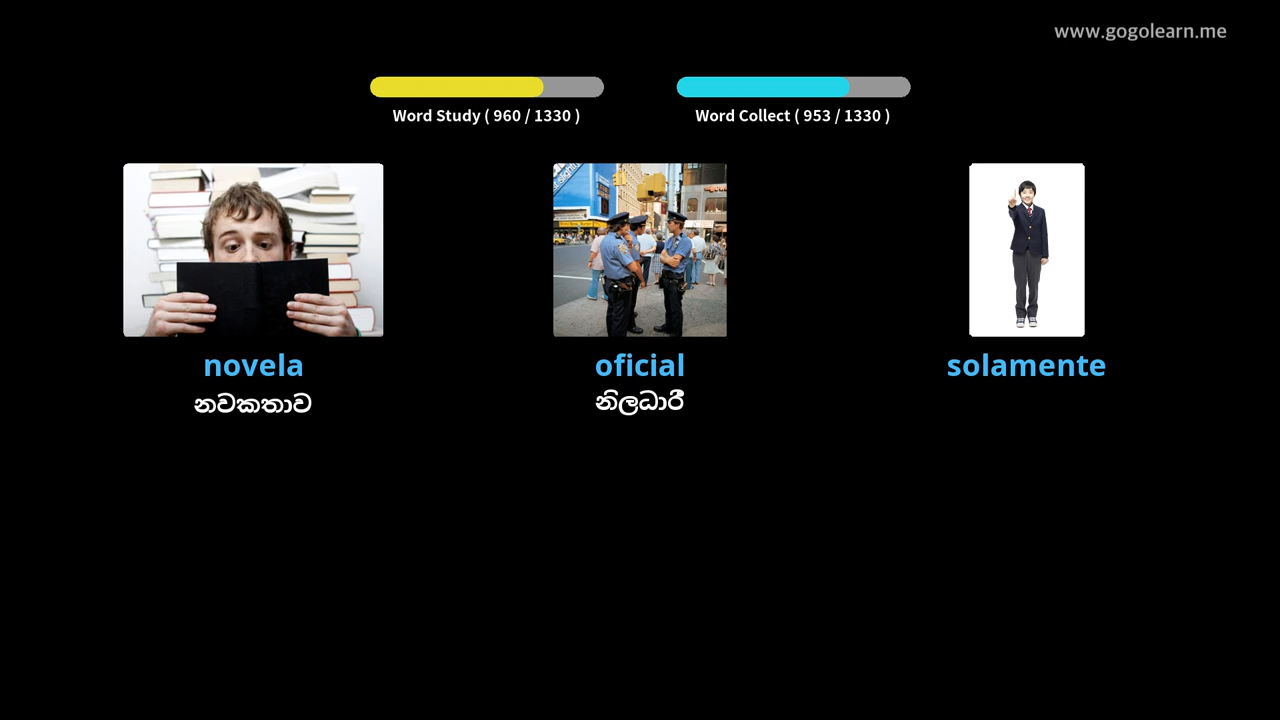 www.gogolearn.me
Word Study ( 960 / 1330 )
Word Collect ( 953 / 1330 )
novela
නවකතාව
oficial
නිලධාරී
solamente